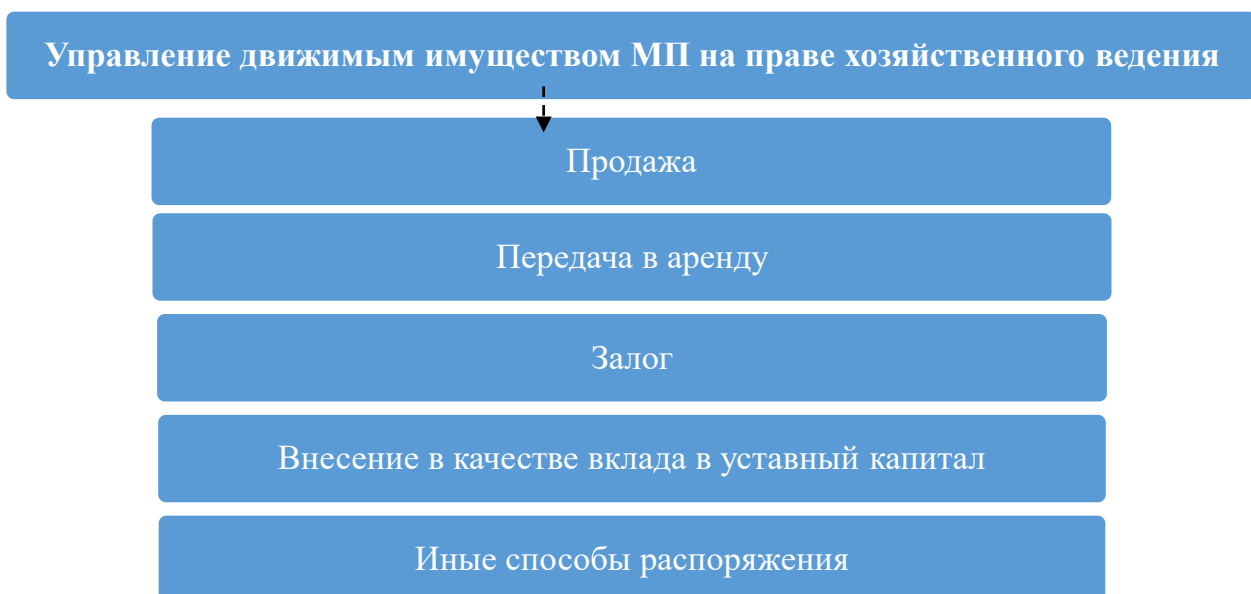 Управление движимым имуществом МП на праве хозяйственного ведения
Продажа
Передача в аренду
Залог
Внесение в качестве вклада в уставный капитал
Иные способы распоряжения